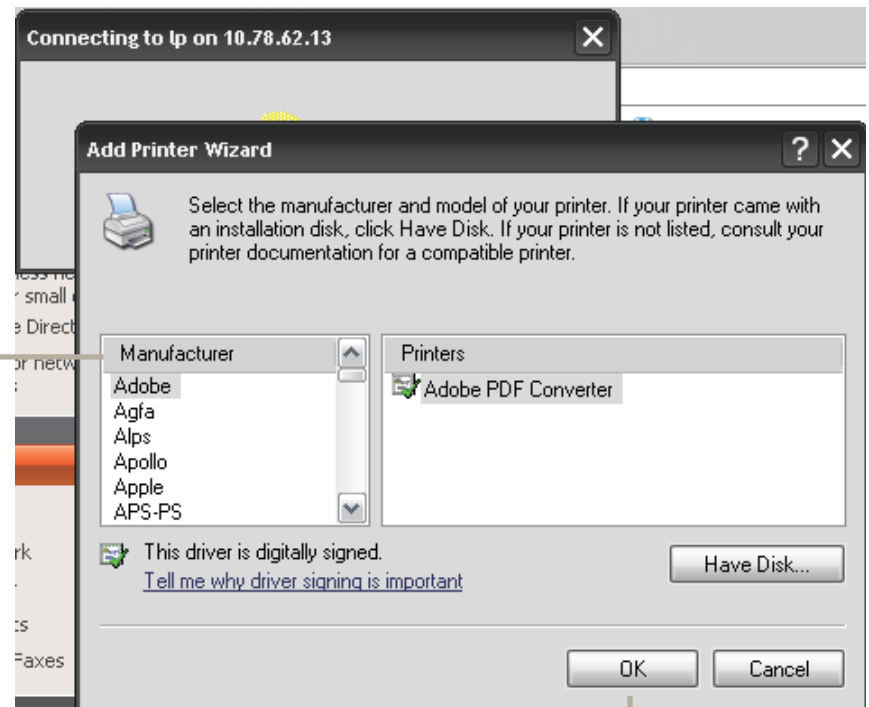 Connecting to lp on 10.78.62.13
Add Printer Wizard
Select the manufacturer and model of your printer. If your printer came with
an installation disk, click Have Disk. If your printer is not listed, consult your
printer documentation for a compatible printer.
small
Direct
Manufacturer
Printers
Adobe
Adobe PDF Converter
Agfa
Alps
Apollo
Apple
APS-PS
This driver is digitally signed.
Tell me why driver signing is important
Have Disk...
Faxes
OK
Cancel